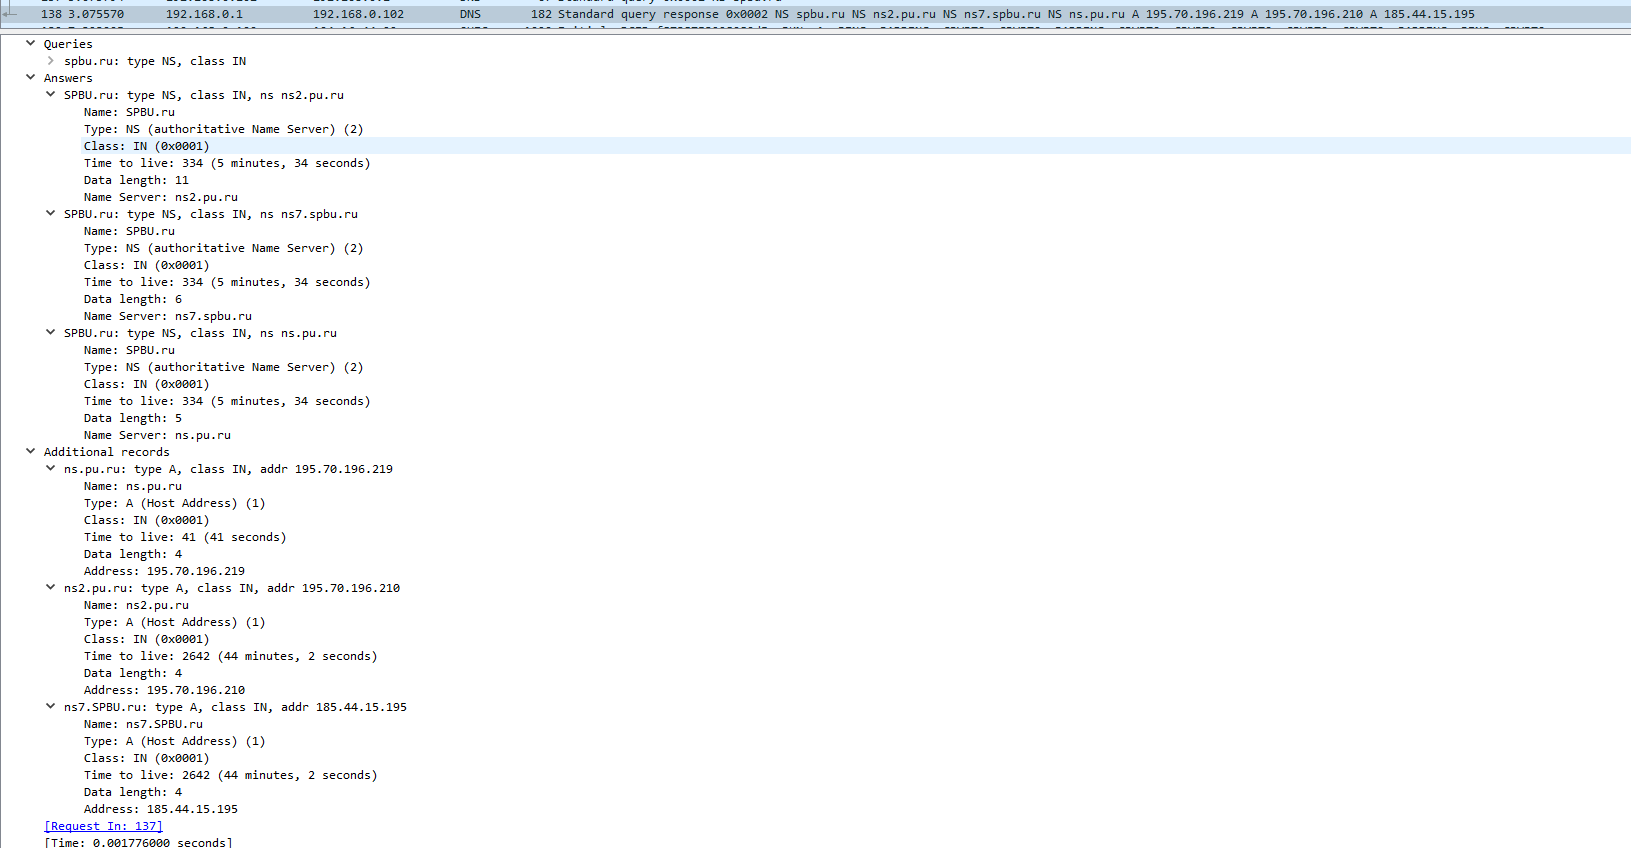 138 3.075570 192.168.0.1 192.168.0.102 DNS 182 Standard query response 0x0002 NS spbu.ru NS ns2.pu.ru NS ns7.spbu.ru NS ns.pu.ru A 195.70.196.219 A 195.70.196.210 A 185.44.15.195
Queries
spbu.ru: type NS, class IN
Answers
SPBU.ru: type NS, class IN, ns ns2.pu.ru
Name: SPBU.ru
Type: NS (authoritative Name Server) (2)
Class: IN (0x0001)
Time to live: 334 (5 minutes, 34 seconds)
Data length: 11
Name Server: ns2.pu.ru
SPBU.ru: type NS, class IN, ns ns7.spbu.ru
Name: SPBU.ru
Type: NS (authoritative Name Server) (2)
Class: IN (0x0001)
Time to live: 334 (5 minutes, 34 seconds)
Data length: 6
Name Server: ns7.spbu.ru
SPBU.ru: type NS, class IN, ns ns.pu.ru
Name: SPBU.ru
Type: NS (authoritative Name Server) (2)
Class: IN (0x0001)
Time to live: 334 (5 minutes, 34 seconds)
Data length: 5
Name Server: ns.pu.ru
Additional records
ns.pu.ru: type A, class IN, addr 195.70.196.219
Name: ns.pu.ru
Type: A (Host Address) (1)
Class: IN (0x0001)
Time to live: 41 (41 seconds)
Data length: 4
Address: 195.70.196.219
ns2.pu.ru: type A, class IN, addr 195.70.196.210
Name: ns2.pu.ru
Type: A (Host Address) (1)
Class: IN (0x0001)
Time to live: 2642 (44 minutes, 2 seconds)
Data length: 4
Address: 195.70.196.210
ns7.SPBU.ru: type A, class IN, addr 185.44.15.195
Name: ns7.SPBU.ru
Type: A (Host Address) (1)
Class: IN (0x0001)
Time to live: 2642 (44 minutes, 2 seconds)
Data length: 4
Address: 185.44.15.195
[Request In: 137]
[Time: 0.001776000 seconds]